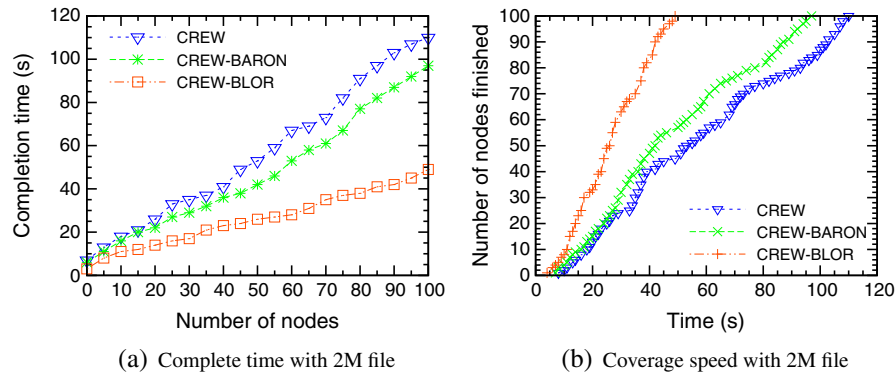 120
100
80
60
40
20
0
Completion time (s)
CREW
CREW-BARON
CREW-BLOR
0 10 20 30 40 50 60 70 80 90 100
Number of nodes
(a) Complete time with 2M file
100
90
80
70
60
50
40
30
20
10
0
Number of nodes finished
CREW
CREW-BARON
CREW-BLOR
0 20 40 60 80 100 120
Time (s)
(b) Coverage speed with 2M file